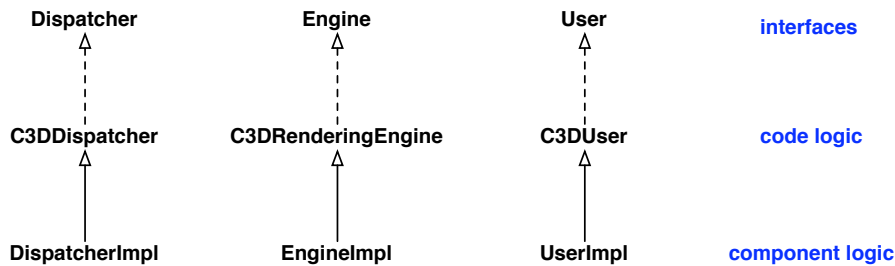 Dispatcher Engine User interfaces
C3DDispatcher C3DRenderingEngine C3DUser code logic
DispatcherImpl EngineImpl UserImpl component logic